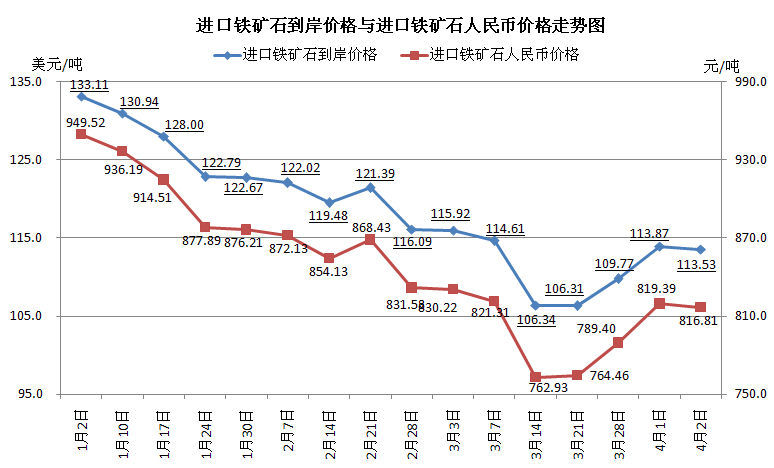 进口铁矿石到岸价格与进口铁矿石人民币价格走势图
进口铁矿石到岸价格 进口铁矿石人民币价格
美元/吨 元/吨
135.0 990.0
133.11
130.94
949.52
128.00
936.19
125.0 930.0
122.79
122.67
122.02
121.39
914.51
119.48
877.89
876.21
872.13
868.43
115.92
114.61
113.87
115.0 870.0
116.09
113.53
109.77
854.13
106.31
106.34
831.58
830.22
821.31
819.39
816.81
105.0 810.0
789.40
764.46
762.93
95.0 750.0
1月2日
1月10日
1月17日
1月24日
1月30日
2月7日
2月14日
2月21日
2月28日
3月3日
3月7日
3月14日
3月21日
3月28日
4月1日
4月2日